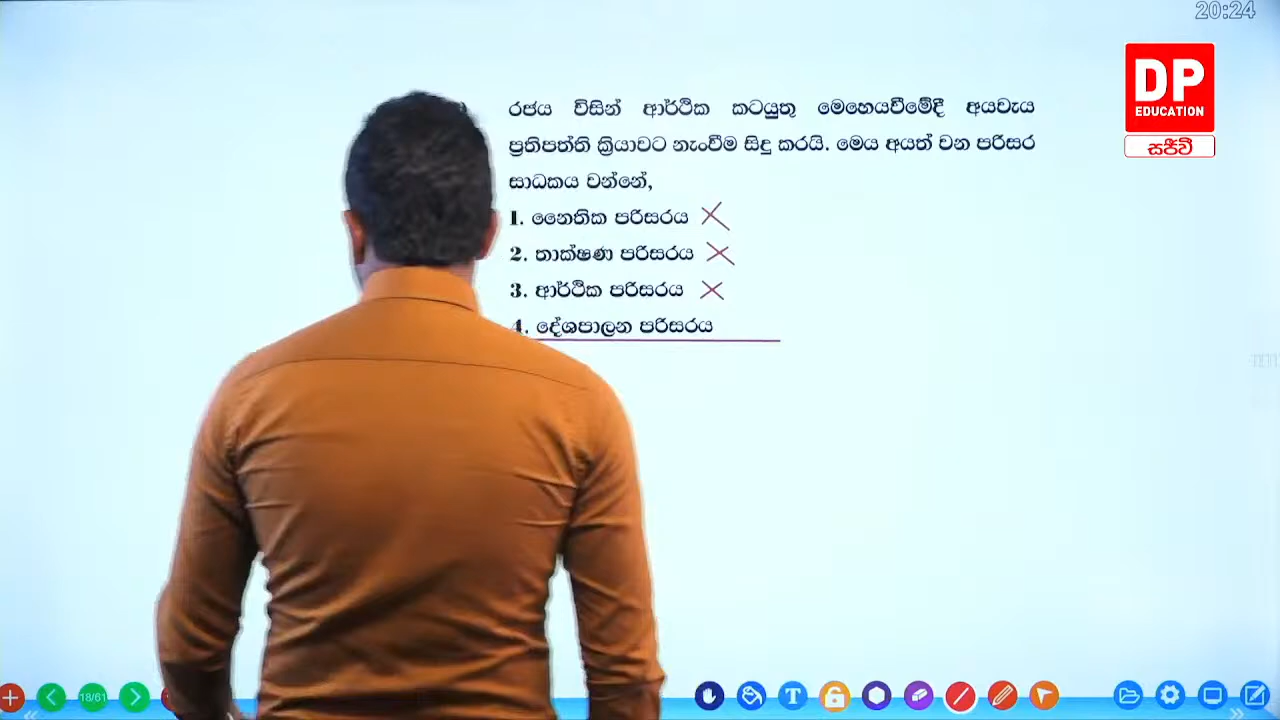 20:24
DP
EDUCATION
සජීවී
රජය විසින් ආර්ථික කටයුතු මෙහෙයවීමේදී අයවැය
ප්‍රතිපත්ති ක්‍රියාවට නැංවීම සිදු කරයි. මෙය අයත් වන පරිසර
සාධකය වන්නේ,
1. නෛතික පරිසරය
2. තාක්ෂණ පරිසරය
3. ආර්ථික පරිසරය
4. දේශපාලන පරිසරය
18/61